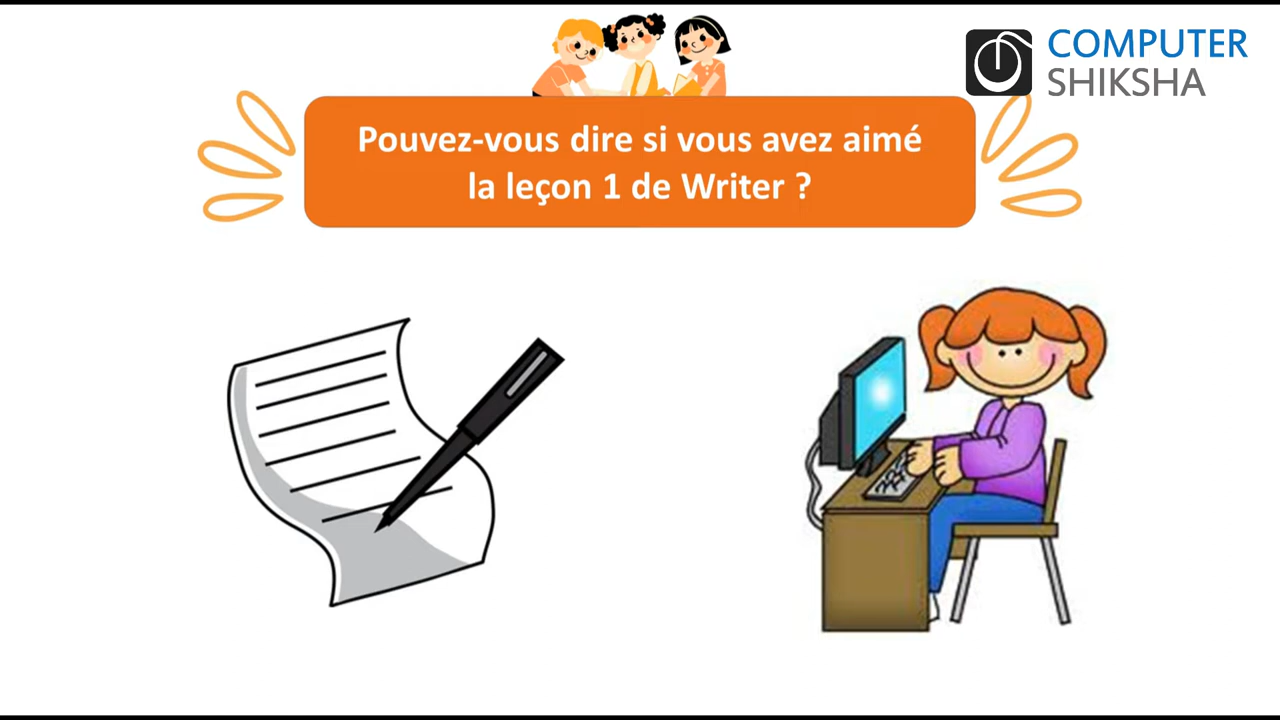 COMPUTER
SHIKSHA
Pouvez-vous dire si vous avez aimé
la leçon 1 de Writer ?